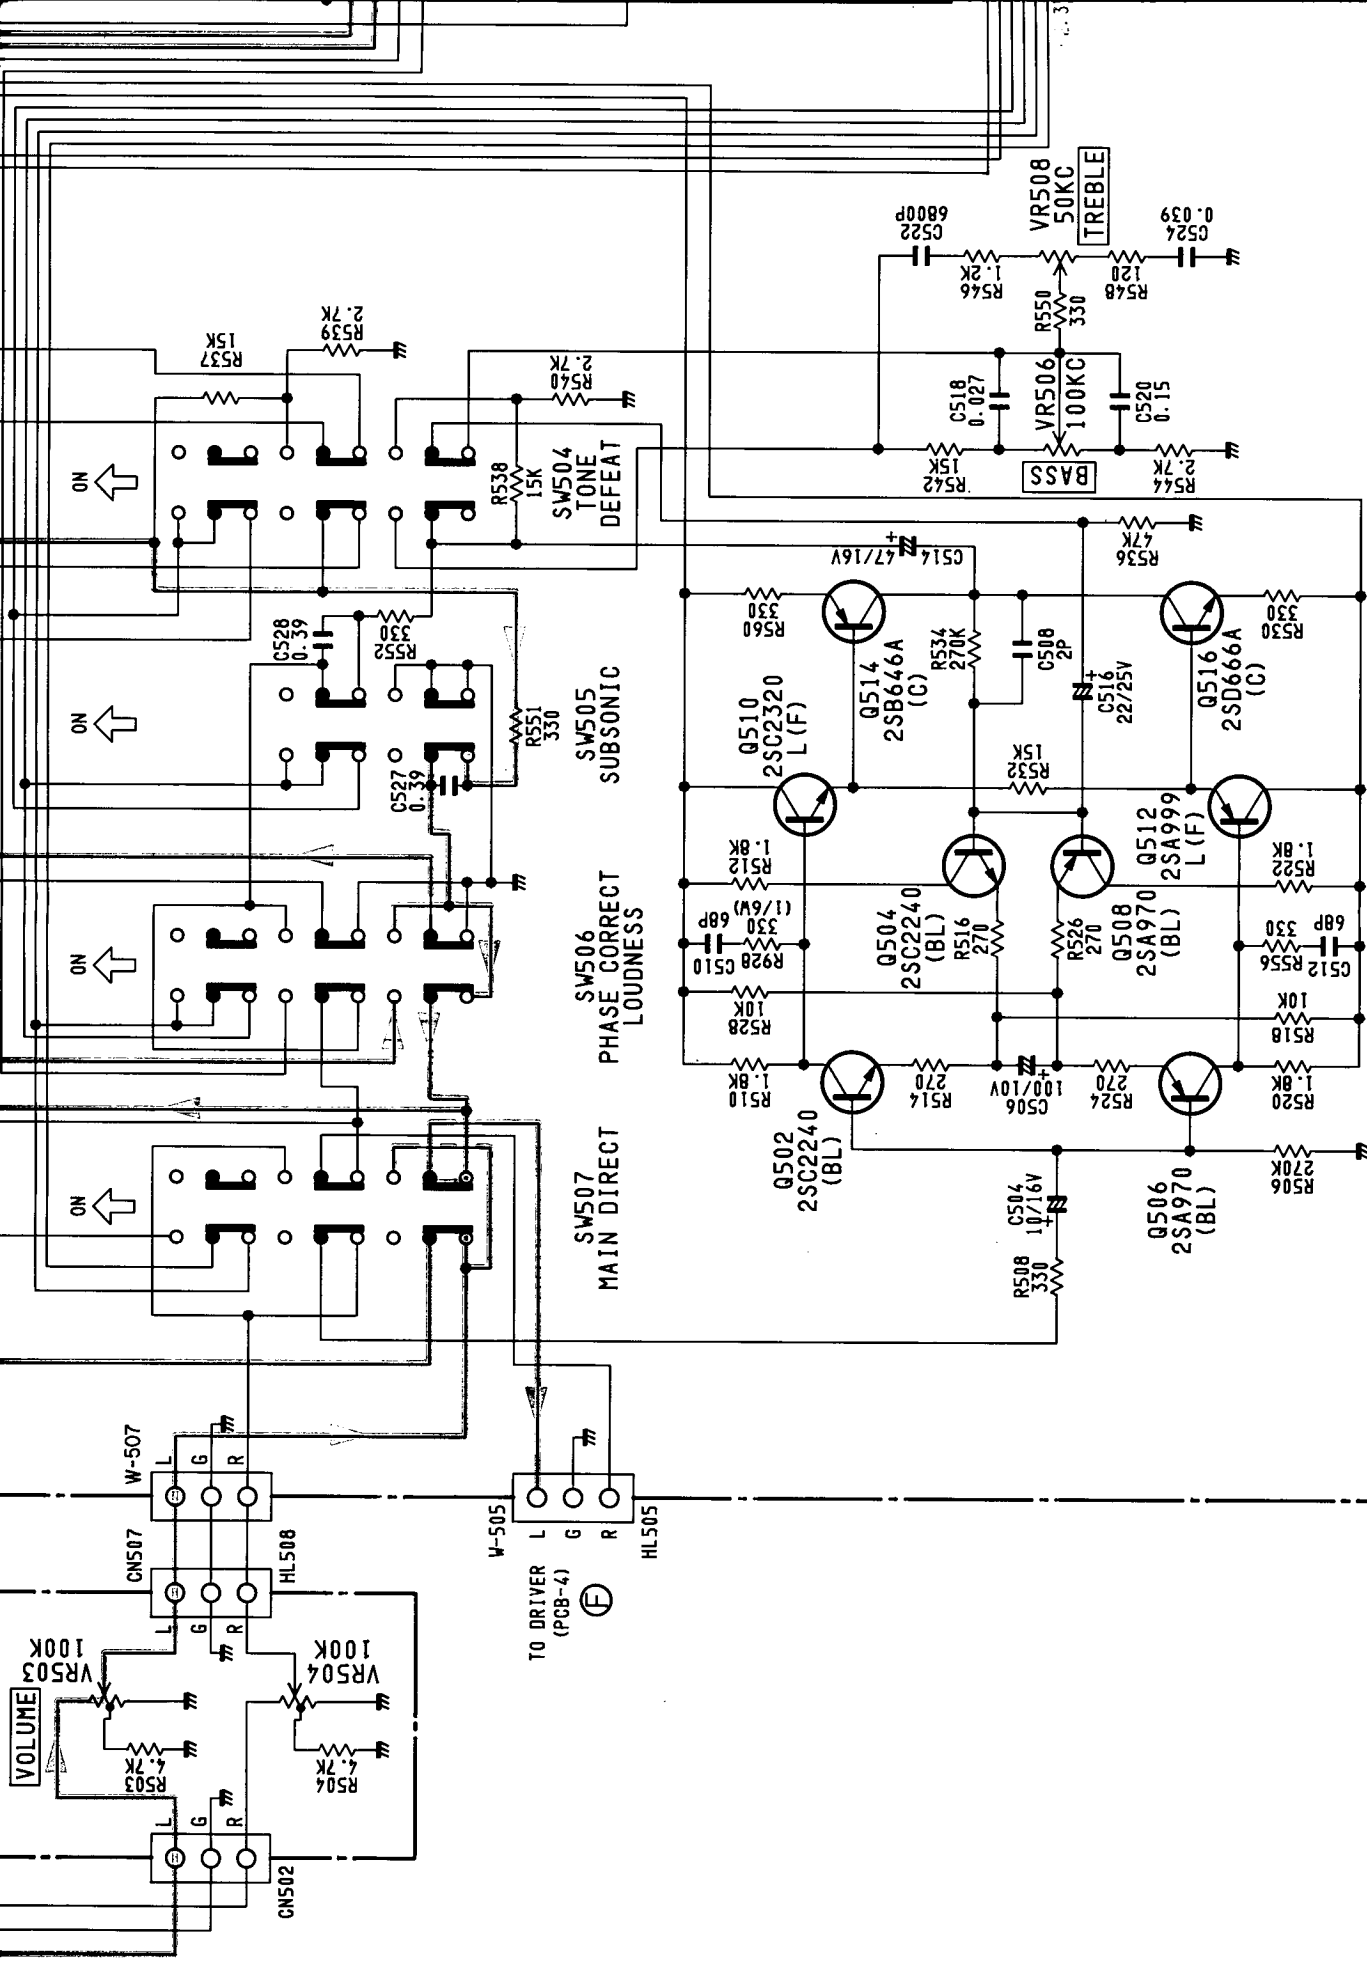 VR508
50KC
TREBLE
C522
6800P
R546
1.2K
R548
120
C524
0.039
R550
330
R539
2.7K
R537
15K
R540
2.7K
C518
0.027
VR506
100KC
BASS
C520
0.15
R542
15K
R544
2.7K
ON
R538
15K
SW504
TONE
DEFEAT
C514
47/16V
+
R536
47K
R560
330
R530
330
C528
0.39
R552
330
Q514
2SB646A
(C)
R534
270K
C508
2P
C516
22/25V
+
Q516
2SD666A
(C)
ON
R551
330
SW505
SUBSONIC
C527
0.39
Q510
2SC2320
L(F)
R532
15K
Q512
2SA999
L(F)
R512
1.8K
R522
1.8K
C510
68P
R928
330
(1/6W)
Q504
2SC2240
(BL)
R516
270
R526
270
Q508
2SA970
(BL)
R556
330
C512
68P
ON
SW506
PHASE CORRECT
LOUDNESS
R528
10K
R518
10K
R510
1.8K
R514
270
C506
100/10V
+
R524
270
R520
1.8K
Q502
2SC2240
(BL)
ON
SW507
MAIN DIRECT
C504
10/16V
+
R508
330
Q506
2SA970
(BL)
R506
270K
W-507
L
G
R
CN507
HL508
L
G
R
W-505
L
G
R
HL505
TO DRIVER
(PCB-4)
F
VOLUME
VR503
100K
VR504
100K
R503
4.7K
R504
4.7K
L
G
R
CN502